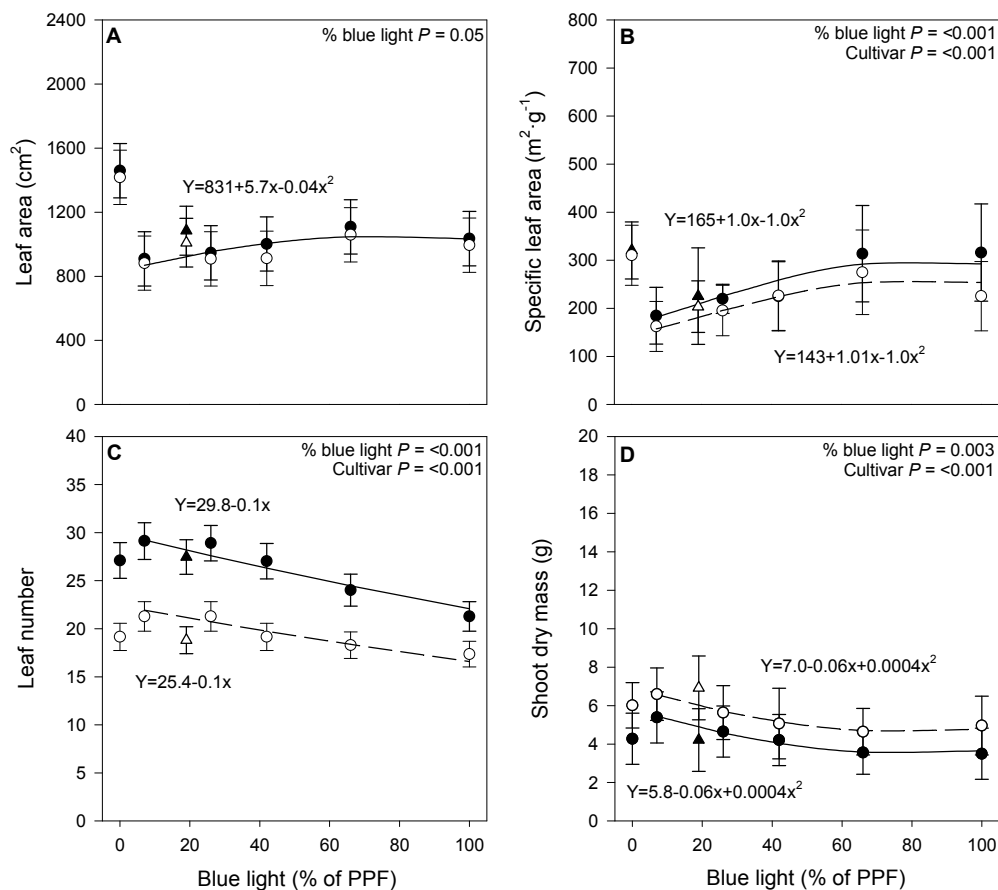 A
% blue light P = 0.05
Leaf area (cm²)
2400
2000
1600
1200
800
400
0
Y=831+5.7x-0.04x²
B
% blue light P = <0.001
Cultivar P = <0.001
Specific leaf area (m²·g⁻¹)
800
700
600
500
400
300
200
100
0
Y=165+1.0x-1.0x²
Y=143+1.01x-1.0x²
C
% blue light P = <0.001
Cultivar P = <0.001
Leaf number
40
35
30
25
20
15
10
5
0
Y=29.8-0.1x
Y=25.4-0.1x
0 20 40 60 80 100
Blue light (% of PPF)
D
% blue light P = 0.003
Cultivar P = <0.001
Shoot dry mass (g)
20
18
16
14
12
10
8
6
4
2
0
Y=7.0-0.06x+0.0004x²
Y=5.8-0.06x+0.0004x²
0 20 40 60 80 100
Blue light (% of PPF)